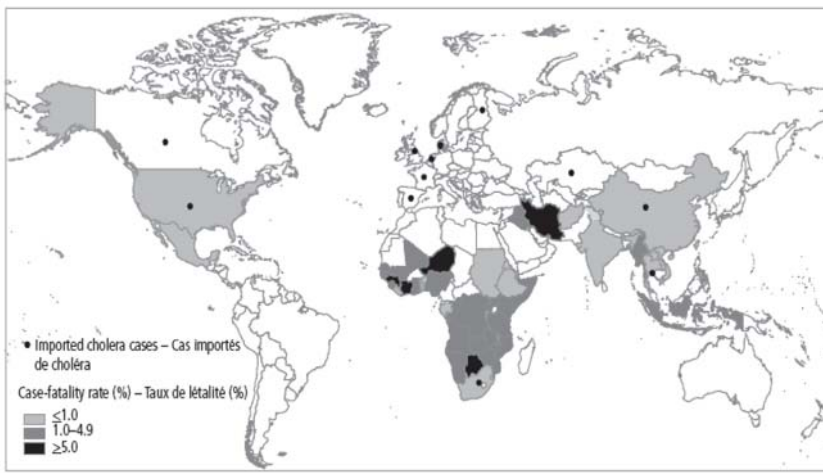 • Imported cholera cases – Cas importés
de choléra
Case-fatality rate (%) – Taux de létalité (%)
≤1.0
1.0–4.9
≥5.0